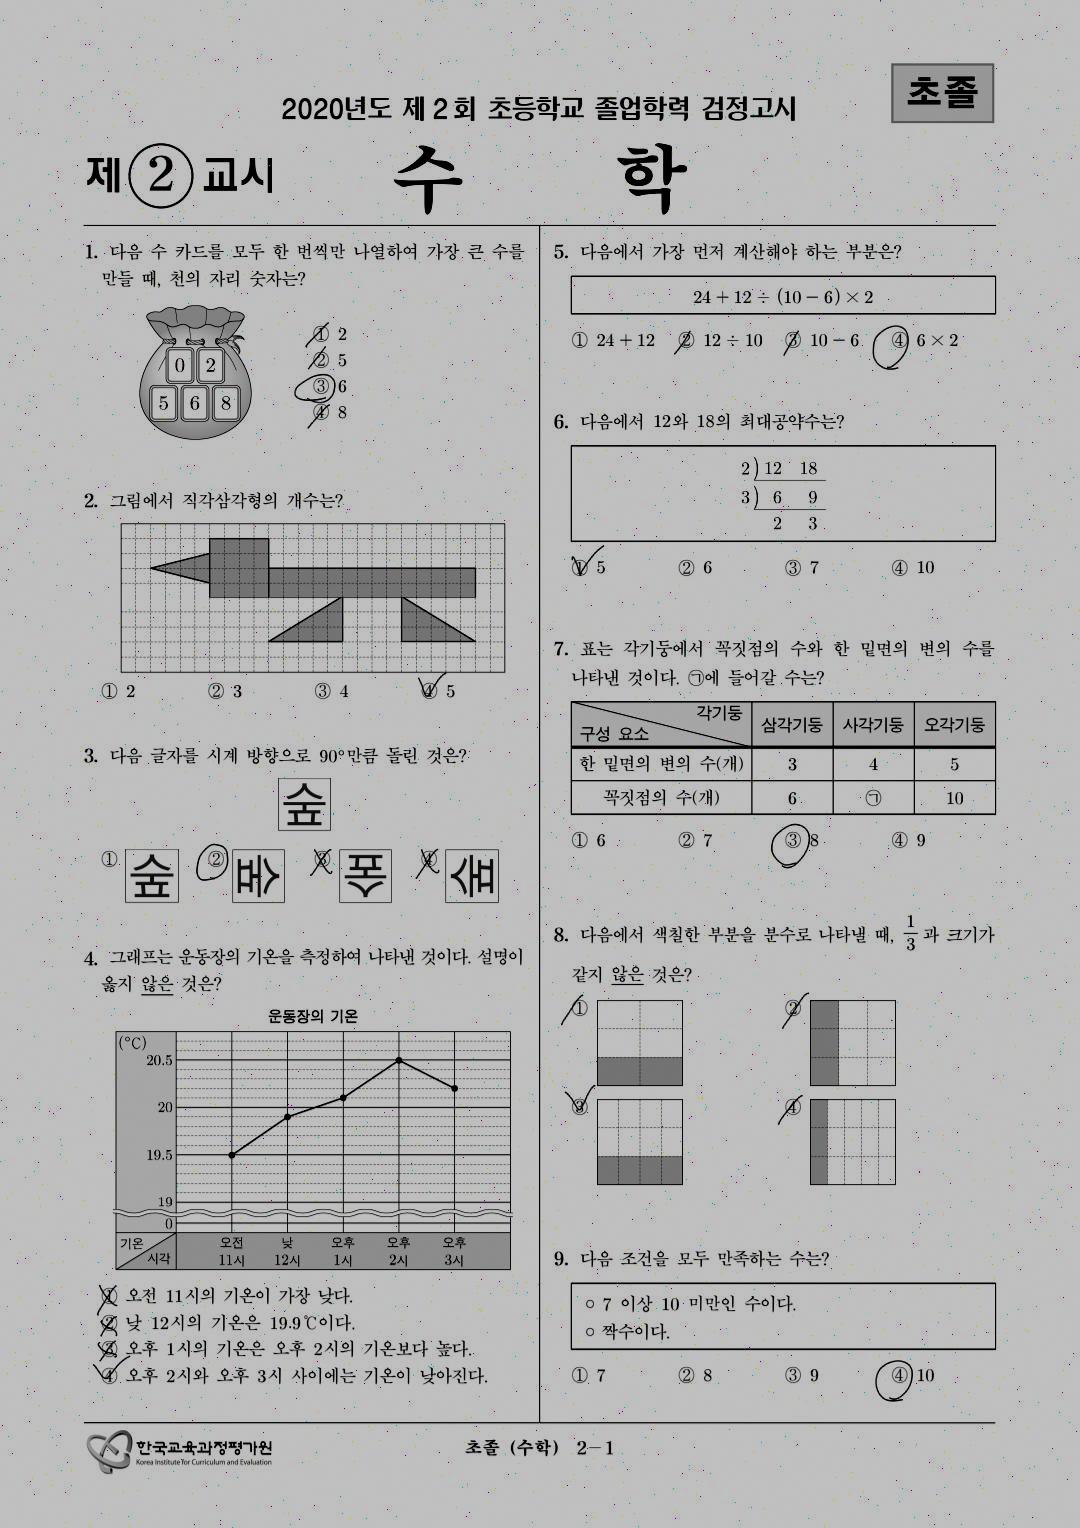 초졸
2020년도 제 2 회 초등학교 졸업학력 검정고시
제 2 교시 수 학
1. 다음 수 카드를 모두 한 번씩만 나열하여 가장 큰 수를
만들 때, 천의 자리 숫자는?
0 2
5 6 8
① 2
② 5
③ 6
④ 8
2. 그림에서 직각삼각형의 개수는?
① 2 ② 3 ③ 4 ④ 5
3. 다음 글자를 시계 방향으로 90°만큼 돌린 것은?
숲
① 숲 ② 숲 ③ 숲 ④ 숲
4. 그래프는 운동장의 기온을 측정하여 나타낸 것이다. 설명이
옳지 않은 것은?
운동장의 기온
(℃)
20.5
20
19.5
19
0
기온 시각
오전 11시 낮 12시 오후 1시 오후 2시 오후 3시
① 오전 11시의 기온이 가장 낮다.
② 낮 12시의 기온은 19.9℃이다.
③ 오후 1시의 기온은 오후 2시의 기온보다 높다.
④ 오후 2시와 오후 3시 사이에는 기온이 낮아진다.
5. 다음에서 가장 먼저 계산해야 하는 부분은?
24 + 12 ÷ (10 − 6) × 2
① 24 + 12 ② 12 ÷ 10 ③ 10 − 6 ④ 6 × 2
6. 다음에서 12와 18의 최대공약수는?
2 ) 12 18
3 ) 6 9
2 3
① 5 ② 6 ③ 7 ④ 10
7. 표는 각기둥에서 꼭짓점의 수와 한 밑면의 변의 수를
나타낸 것이다. ㉠에 들어갈 수는?
구성 요소 각기둥 삼각기둥 사각기둥 오각기둥
한 밑면의 변의 수(개) 3 4 5
꼭짓점의 수(개) 6 ㉠ 10
① 6 ② 7 ③ 8 ④ 9
8. 다음에서 색칠한 부분을 분수로 나타낼 때, 1/3 과 크기가
같지 않은 것은?
① ②
③ ④
9. 다음 조건을 모두 만족하는 수는?
○ 7 이상 10 미만인 수이다.
○ 짝수이다.
① 7 ② 8 ③ 9 ④ 10
한국교육과정평가원
Korea Institute for Curriculum and Evaluation
초졸 (수학) 2−1